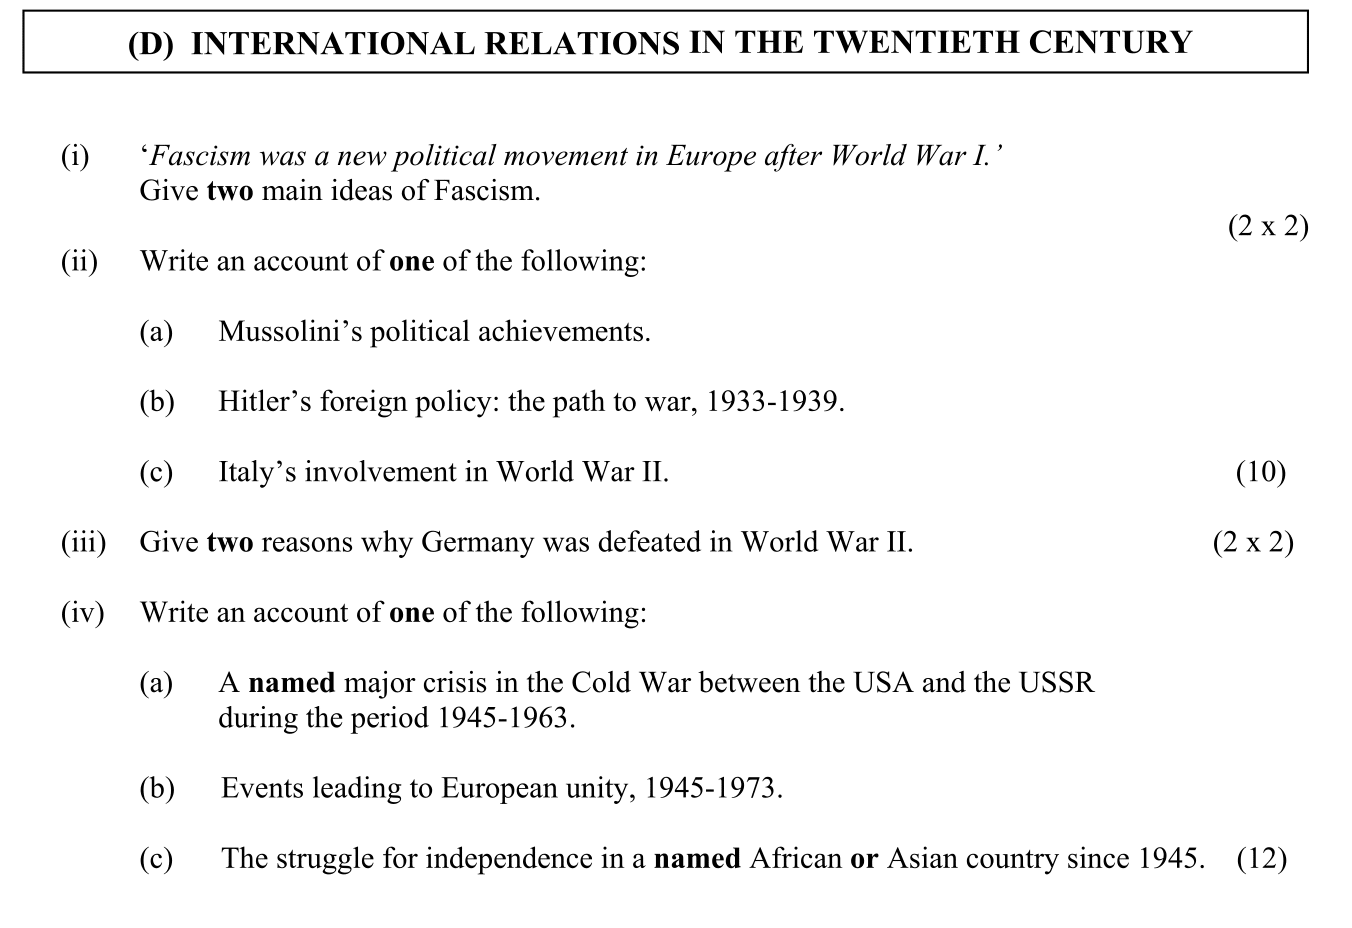 (D) INTERNATIONAL RELATIONS IN THE TWENTIETH CENTURY
(i) ‘Fascism was a new political movement in Europe after World War I.’
Give two main ideas of Fascism.
(2 x 2)
(ii) Write an account of one of the following:
(a) Mussolini’s political achievements.
(b) Hitler’s foreign policy: the path to war, 1933-1939.
(c) Italy’s involvement in World War II. (10)
(iii) Give two reasons why Germany was defeated in World War II. (2 x 2)
(iv) Write an account of one of the following:
(a) A named major crisis in the Cold War between the USA and the USSR
during the period 1945-1963.
(b) Events leading to European unity, 1945-1973.
(c) The struggle for independence in a named African or Asian country since 1945. (12)